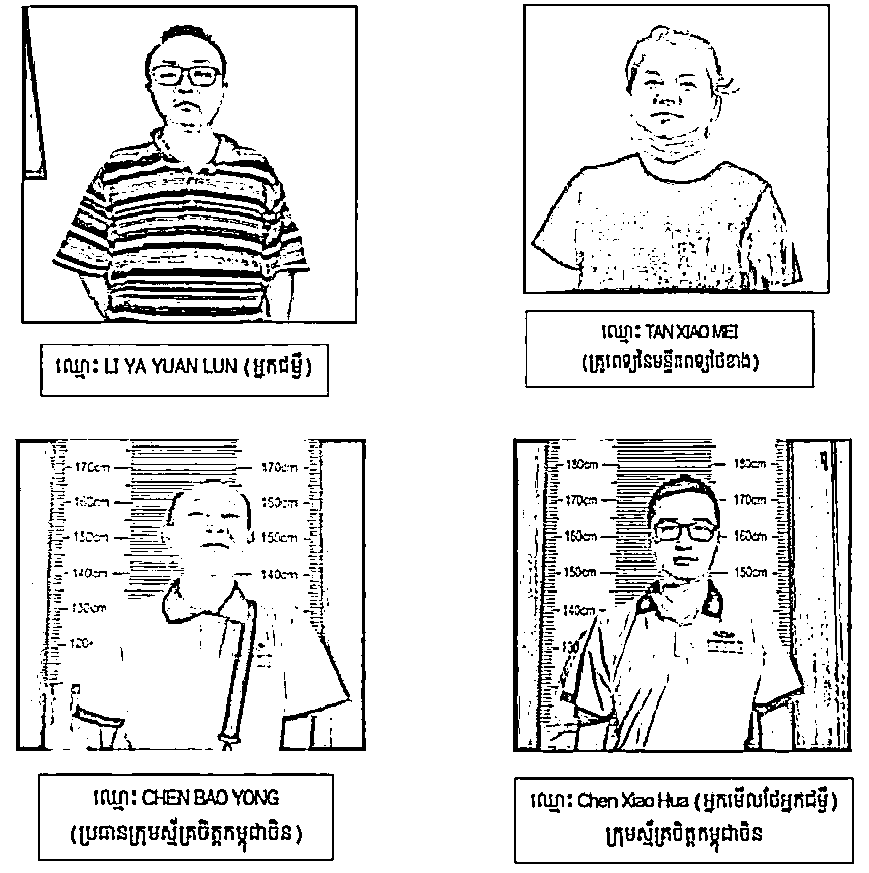 ឈ្មោះ LI YA YUAN LUN (អ្នកជម្ងឺ)
ឈ្មោះ TAN XIAO MEI
(គ្រូពេទ្យនៃមន្ទីរពេទ្យថៃខាង)
170cm 170cm
160cm 160cm
150cm 150cm
140cm 140cm
130cm
180cm 180cm
170cm 170cm
160cm 160cm
150cm 150cm
140cm
130
ឈ្មោះ CHEN BAO YONG
(ប្រធានក្រុមស្ម័គ្រចិត្តកម្ពុជាចិន)
ឈ្មោះ Chen Xiao Hua (អ្នកមើលថែអ្នកជម្ងឺ)
ក្រុមស្ម័គ្រចិត្តកម្ពុជាចិន